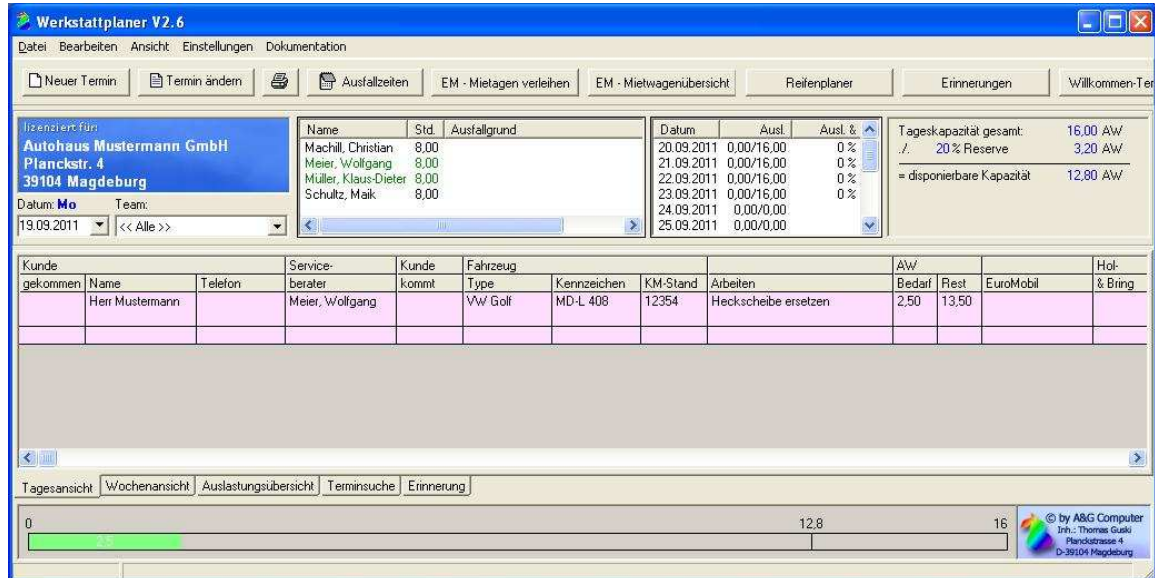 Werkstattplaner V2.6
Datei Bearbeiten Ansicht Einstellungen Dokumentation
Neuer Termin Termin ändern Ausfallzeiten EM - Mietagen verleihen EM - Mietwagenübersicht Reifenplaner Erinnerungen Willkommen-Ter
lizenziert für:
Autohaus Mustermann GmbH
Planckstr. 4
39104 Magdeburg
Datum: Mo Team:
19.09.2011 << Alle >>
Name Std. Ausfallgrund
Machill, Christian 8,00
Meier, Wolfgang 8,00
Müller, Klaus-Dieter 8,00
Schultz, Maik 8,00
Datum Ausl. Ausl. &
20.09.2011 0,00/16,00 0 %
21.09.2011 0,00/16,00 0 %
22.09.2011 0,00/16,00 0 %
23.09.2011 0,00/16,00 0 %
24.09.2011 0,00/0,00
25.09.2011 0,00/0,00
Tageskapazität gesamt: 16,00 AW
./. 20 % Reserve 3,20 AW
= disponierbare Kapazität 12,80 AW
Kunde Service- Kunde Fahrzeug AW Hol-
gekommen Name Telefon berater kommt Type Kennzeichen KM-Stand Arbeiten Bedarf Rest EuroMobil & Bring
Herr Mustermann Meier, Wolfgang VW Golf MD-L 408 12354 Heckscheibe ersetzen 2,50 13,50
Tagesansicht Wochenansicht Auslastungsübersicht Terminsuche Erinnerung
0 12,8 16
2,5
© by A&G Computer
Inh.: Thomas Guski
Planckstrasse 4
D-39104 Magdeburg